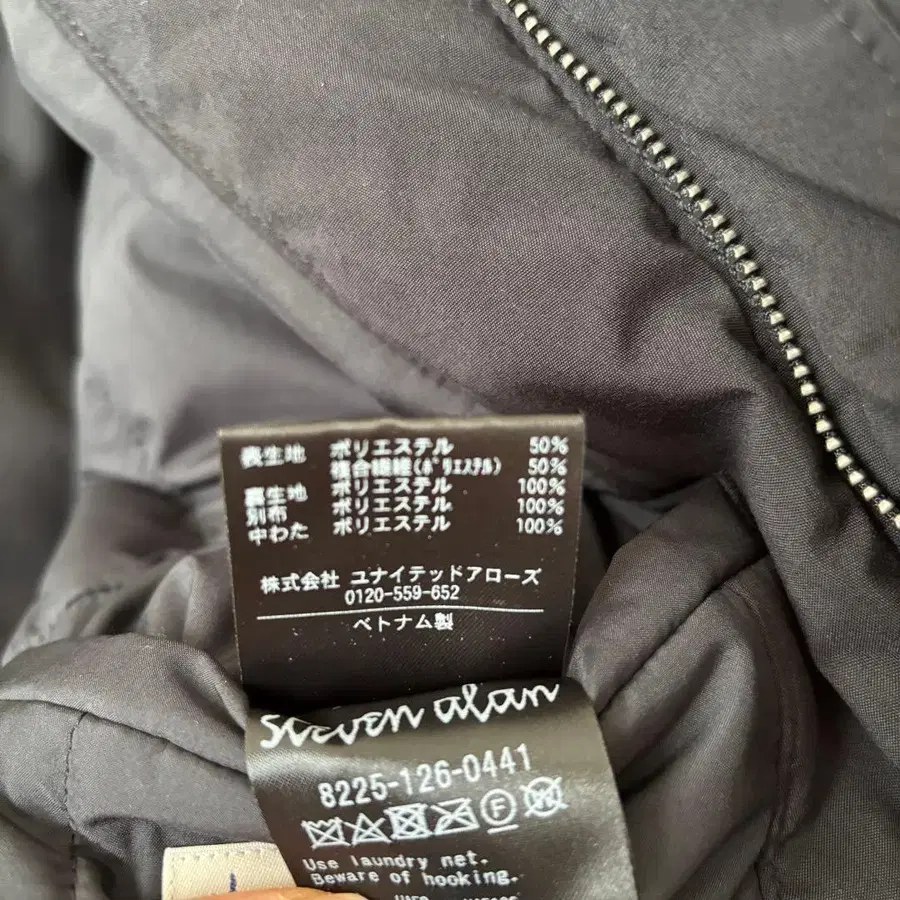 表生地 ポリエステル 50%
複合繊維(ポリエステル) 50%
裏生地 ポリエステル 100%
別布 ポリエステル 100%
中わた ポリエステル 100%
株式会社 ユナイテッドアローズ
0120-559-652
ベトナム製
steven alan
8225-126-0441
F W
Use laundry net.
Beware of hooking.